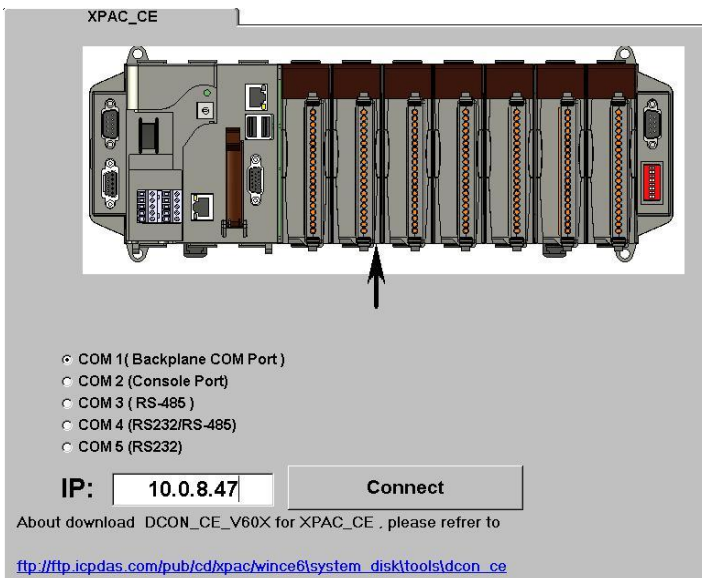 XPAC_CE
COM 1( Backplane COM Port )
COM 2 (Console Port)
COM 3 ( RS-485 )
COM 4 (RS232/RS-485)
COM 5 (RS232)
IP: 10.0.8.47 Connect
About download DCON_CE_V60X for XPAC_CE , please refrer to
ftp://ftp.icpdas.com/pub/cd/xpac/wince6\system_disk\tools\dcon_ce